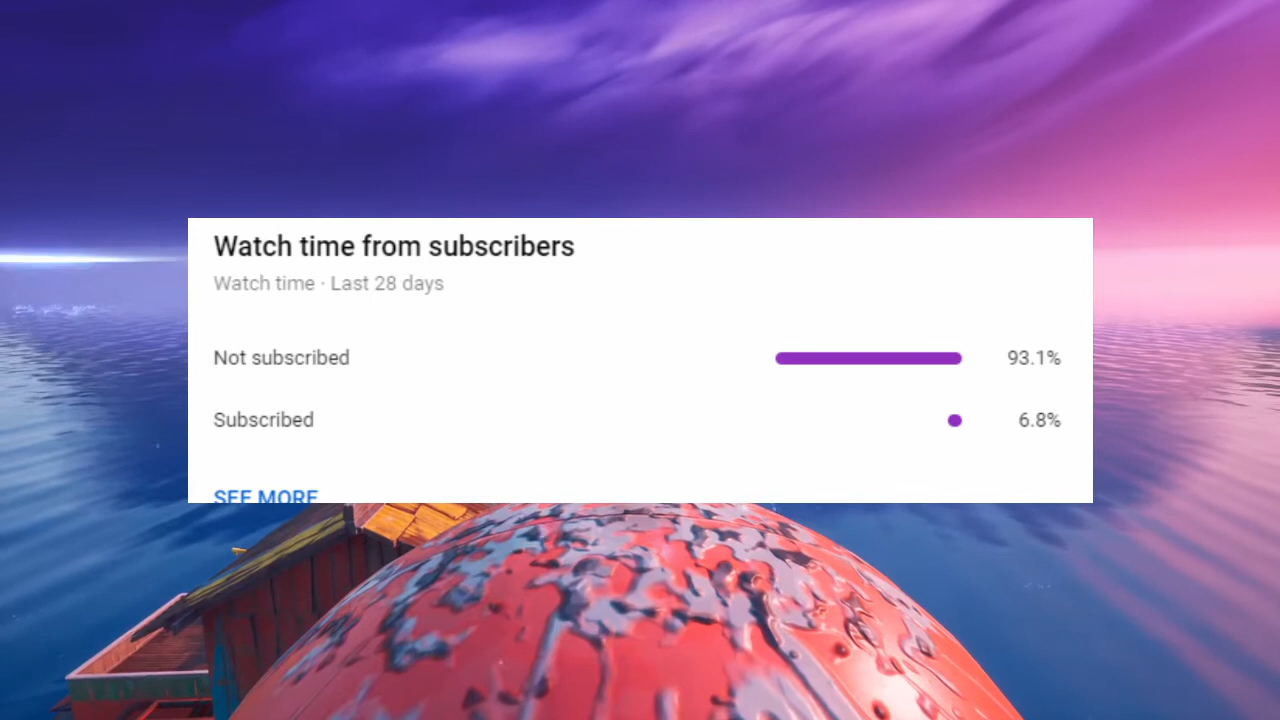 Watch time from subscribers
Watch time · Last 28 days
Not subscribed 93.1%
Subscribed 6.8%
SEE MORE